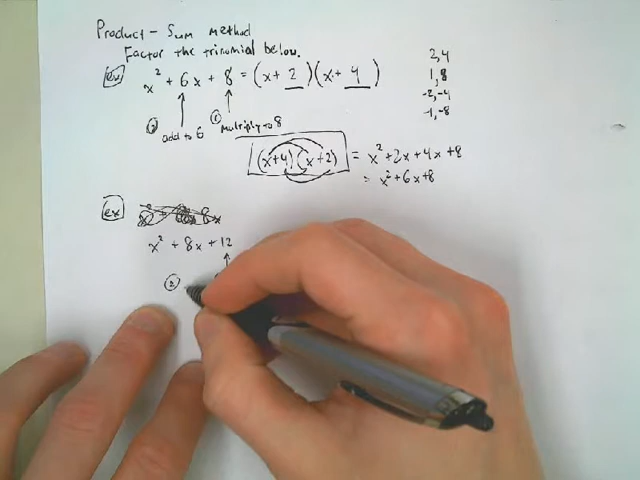 Product - Sum method
Factor the trinomial below.
ex x² + 6x + 8 = (x + 2)(x + 4)
2, 4
1, 8
-2, -4
-1, -8
② add to 6
① multiply to 8
(x+4)(x+2) = x² + 2x + 4x + 8
= x² + 6x + 8
ex
x² + 8x + 12
②